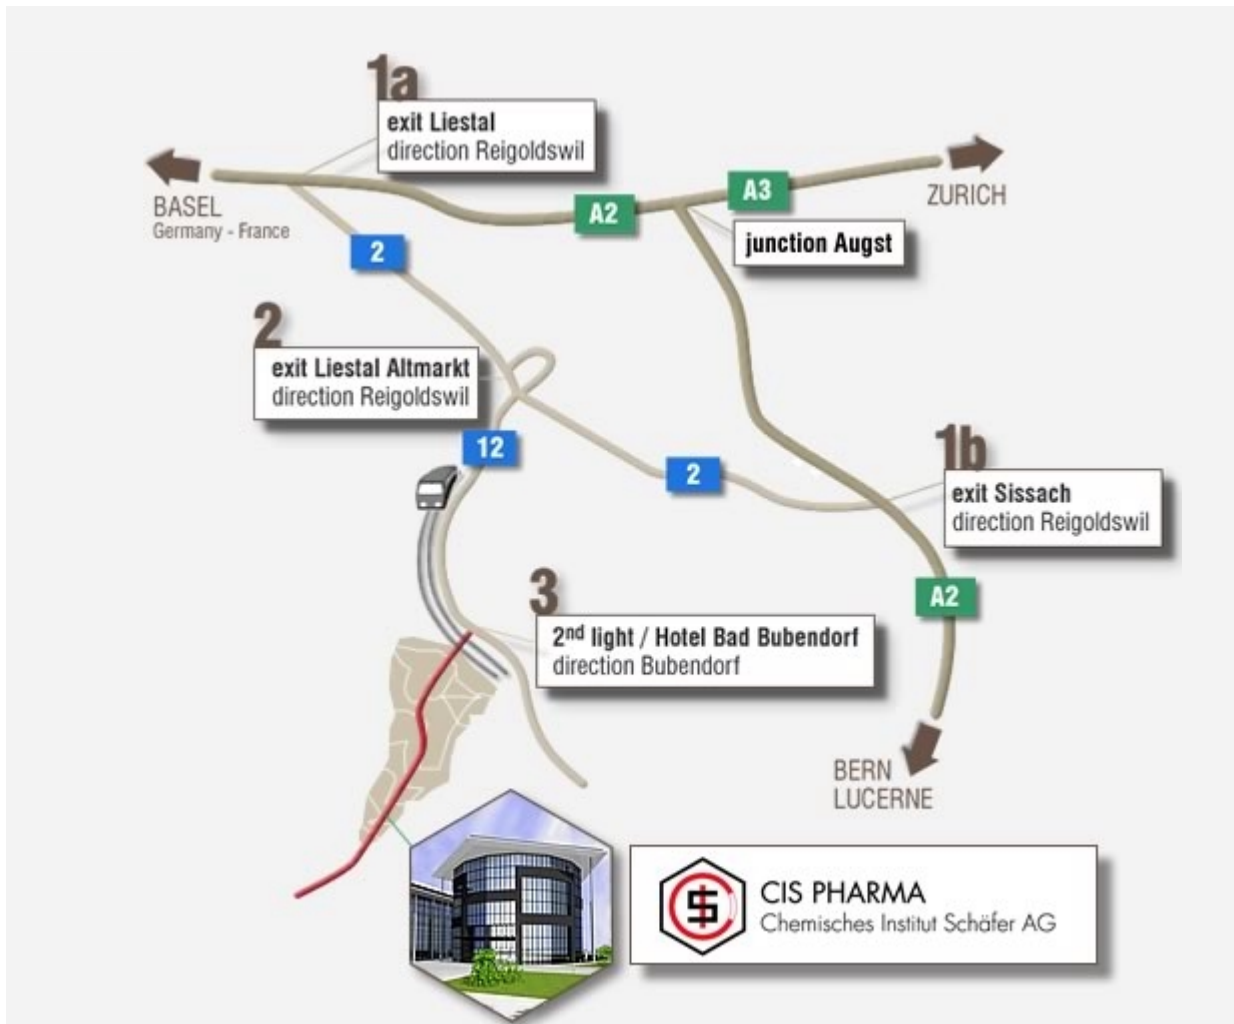 1a
exit Liestal
direction Reigoldswil
BASEL
Germany - France
A3
ZURICH
A2
junction Augst
2
2
exit Liestal Altmarkt
direction Reigoldswil
12
2
1b
exit Sissach
direction Reigoldswil
A2
3
2nd light / Hotel Bad Bubendorf
direction Bubendorf
BERN
LUCERNE
CIS PHARMA
Chemisches Institut Schäfer AG